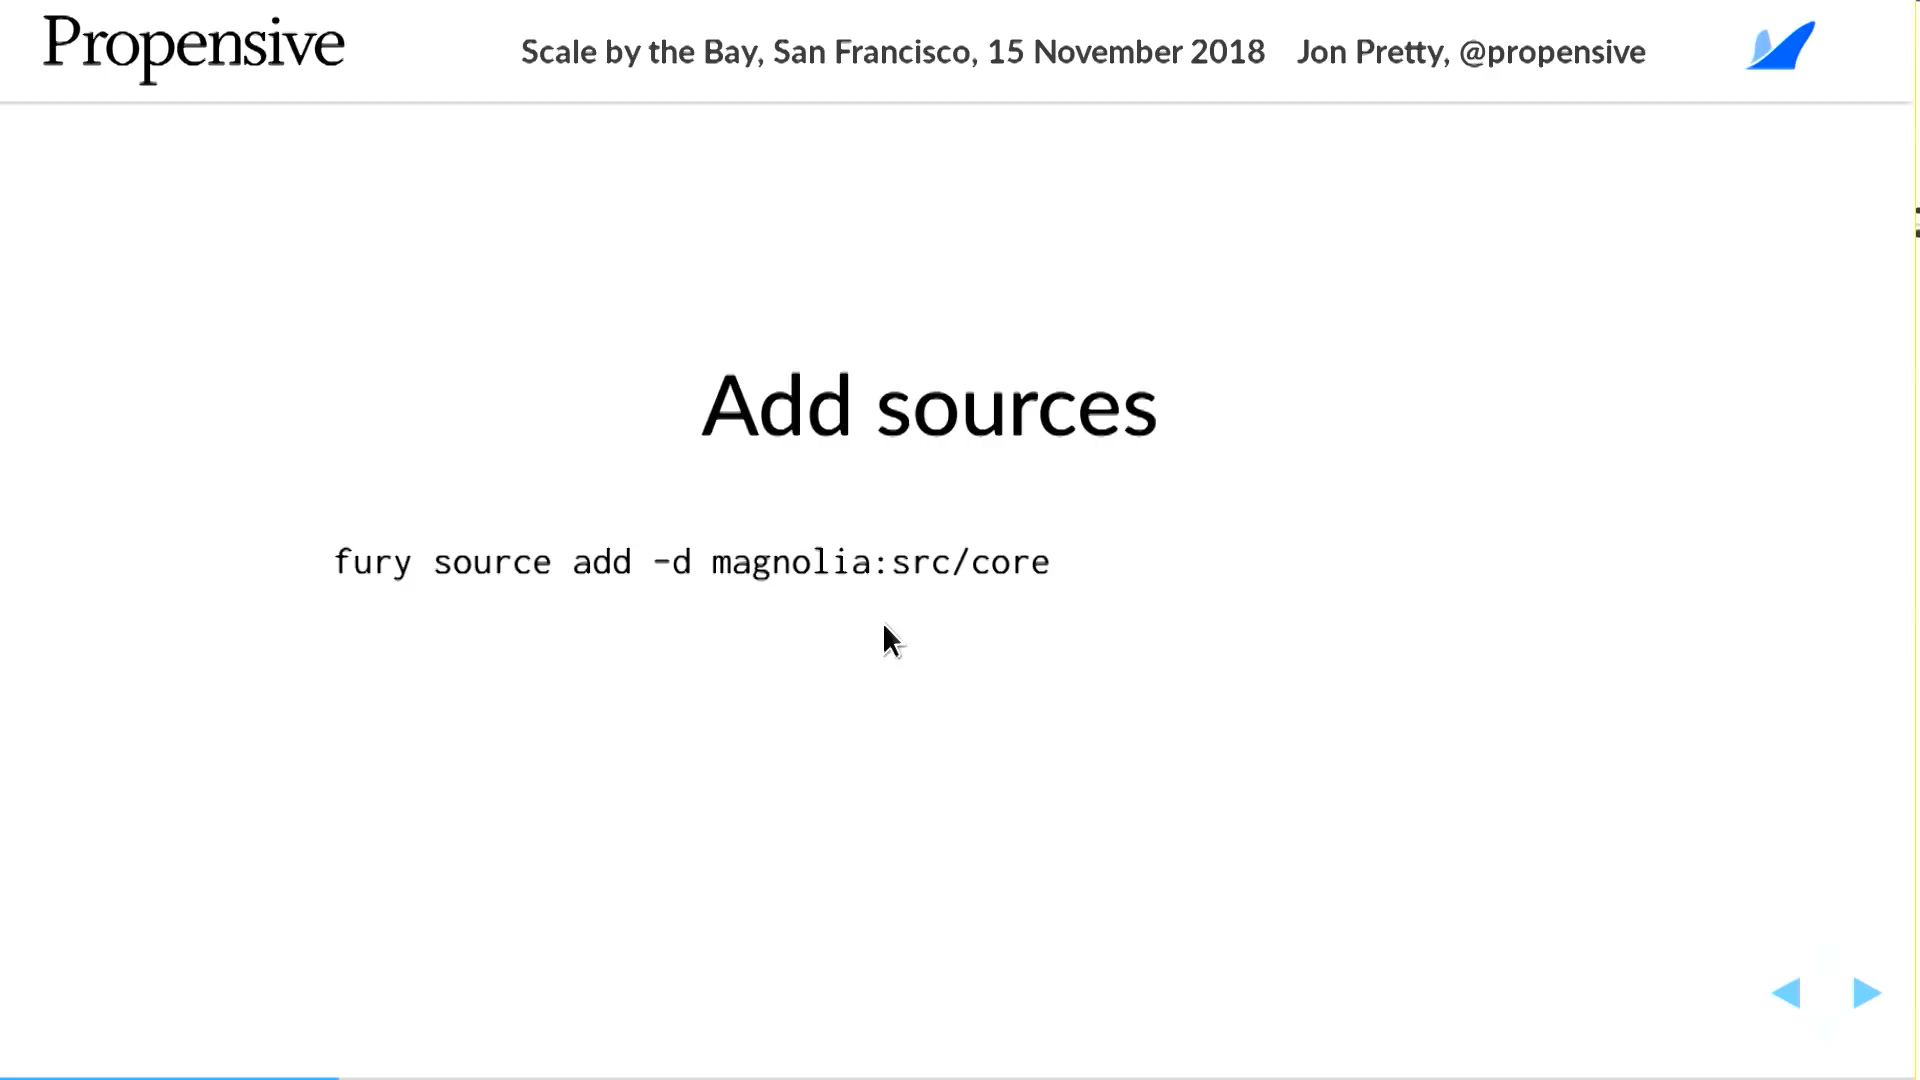 Propensive
Scale by the Bay, San Francisco, 15 November 2018 Jon Pretty, @propensive
Add sources
fury source add -d magnolia:src/core